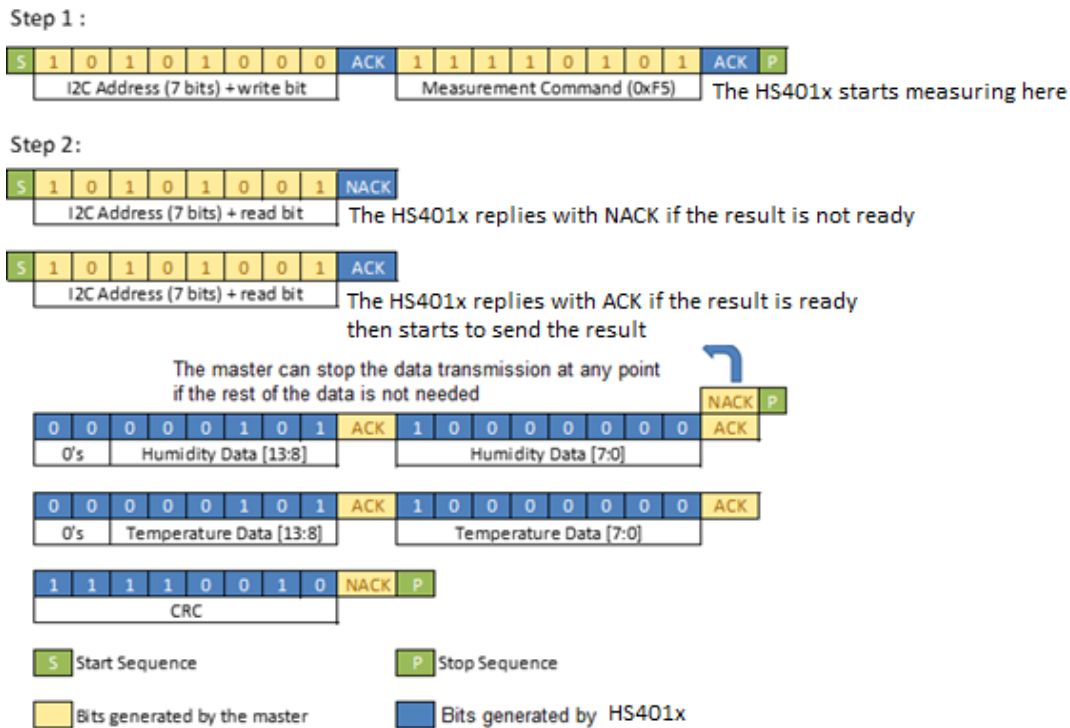 Step 1 :
S 1 0 1 0 1 0 0 0 ACK 1 1 1 1 0 1 0 1 ACK P
I2C Address (7 bits) + write bit Measurement Command (0xF5) The HS401x starts measuring here
Step 2:
S 1 0 1 0 1 0 0 1 NACK
I2C Address (7 bits) + read bit The HS401x replies with NACK if the result is not ready
S 1 0 1 0 1 0 0 1 ACK
I2C Address (7 bits) + read bit The HS401x replies with ACK if the result is ready
then starts to send the result
The master can stop the data transmission at any point
if the rest of the data is not needed
NACK P
0 0 0 0 0 1 0 1 ACK 1 0 0 0 0 0 0 0 ACK
0's Humidity Data [13:8] Humidity Data [7:0]
0 0 0 0 0 1 0 1 ACK 1 0 0 0 0 0 0 0 ACK
0's Temperature Data [13:8] Temperature Data [7:0]
1 1 1 1 0 0 1 0 NACK P
CRC
S Start Sequence P Stop Sequence
Bits generated by the master Bits generated by HS401x